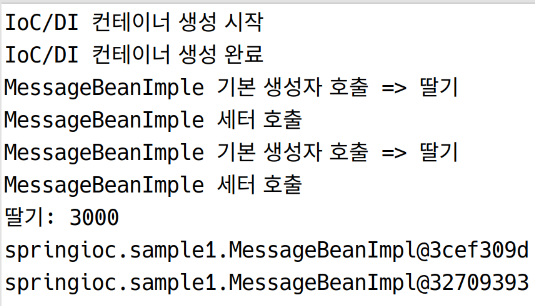 IoC/DI 컨테이너 생성 시작
IoC/DI 컨테이너 생성 완료
MessageBeanImple 기본 생성자 호출 => 딸기
MessageBeanImple 세터 호출
MessageBeanImple 기본 생성자 호출 => 딸기
MessageBeanImple 세터 호출
딸기: 3000
springioc.sample1.MessageBeanImpl@3cef309d
springioc.sample1.MessageBeanImpl@32709393